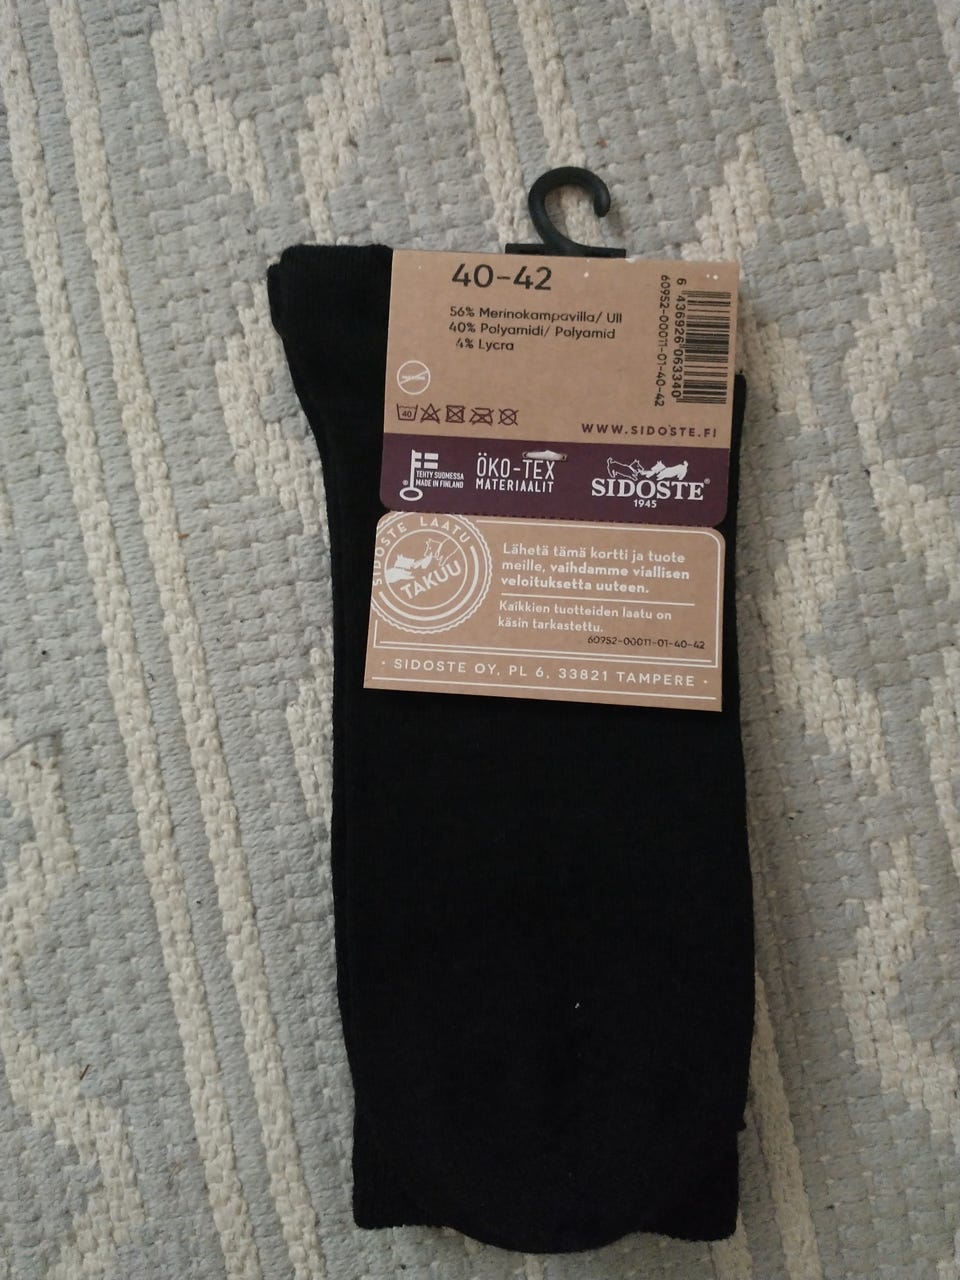 40-42
56% Merinokampavilla/ Ull
40% Polyamidi/ Polyamid
4% Lycra
6 436926 063340
60952-00011-01-40-42
40
WWW.SIDOSTE.FI
TEHTY SUOMESSA
MADE IN FINLAND
ÖKO-TEX
MATERIAALIT
SIDOSTE®
1945
SIDOSTE LAATU
TAKUU
Lähetä tämä kortti ja tuote
meille, vaihdamme viallisen
veloituksetta uuteen.
Kaikkien tuotteiden laatu on
käsin tarkastettu.
60952-00011-01-40-42
· SIDOSTE OY, PL 6, 33821 TAMPERE ·